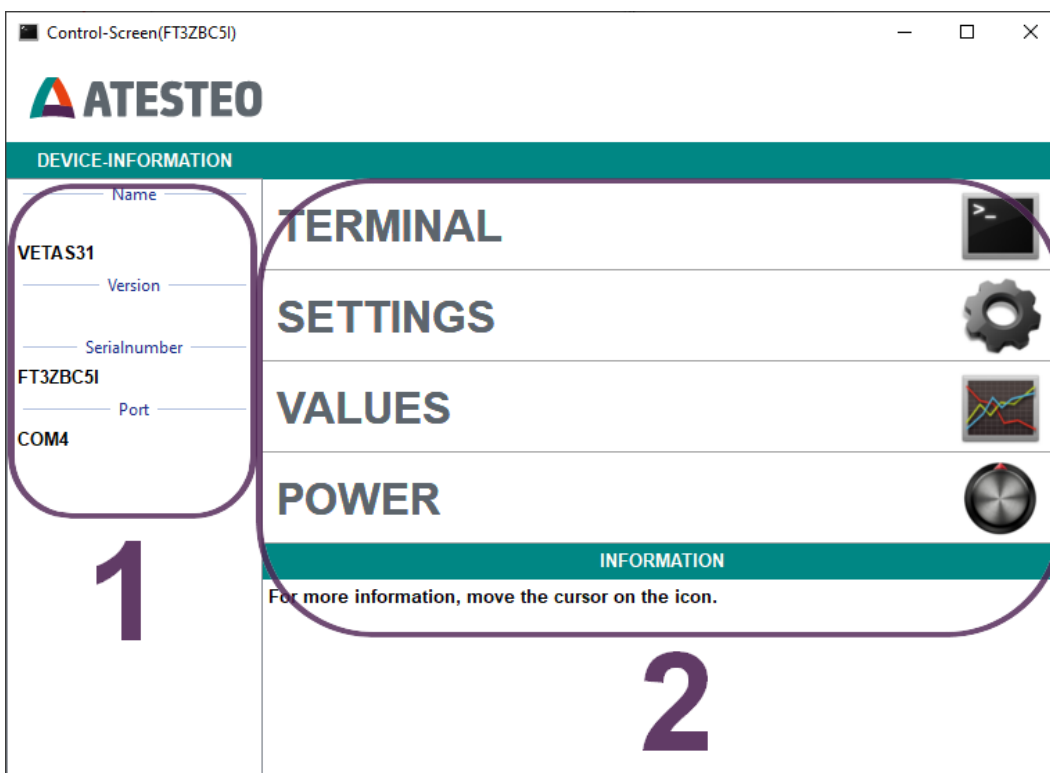 Control-Screen(FT3ZBC5I)
ATESTEO
DEVICE-INFORMATION
Name
VETAS31
Version
Serialnumber
FT3ZBC5I
Port
COM4
1
TERMINAL
>_
SETTINGS
VALUES
POWER
INFORMATION
For more information, move the cursor on the icon.
2